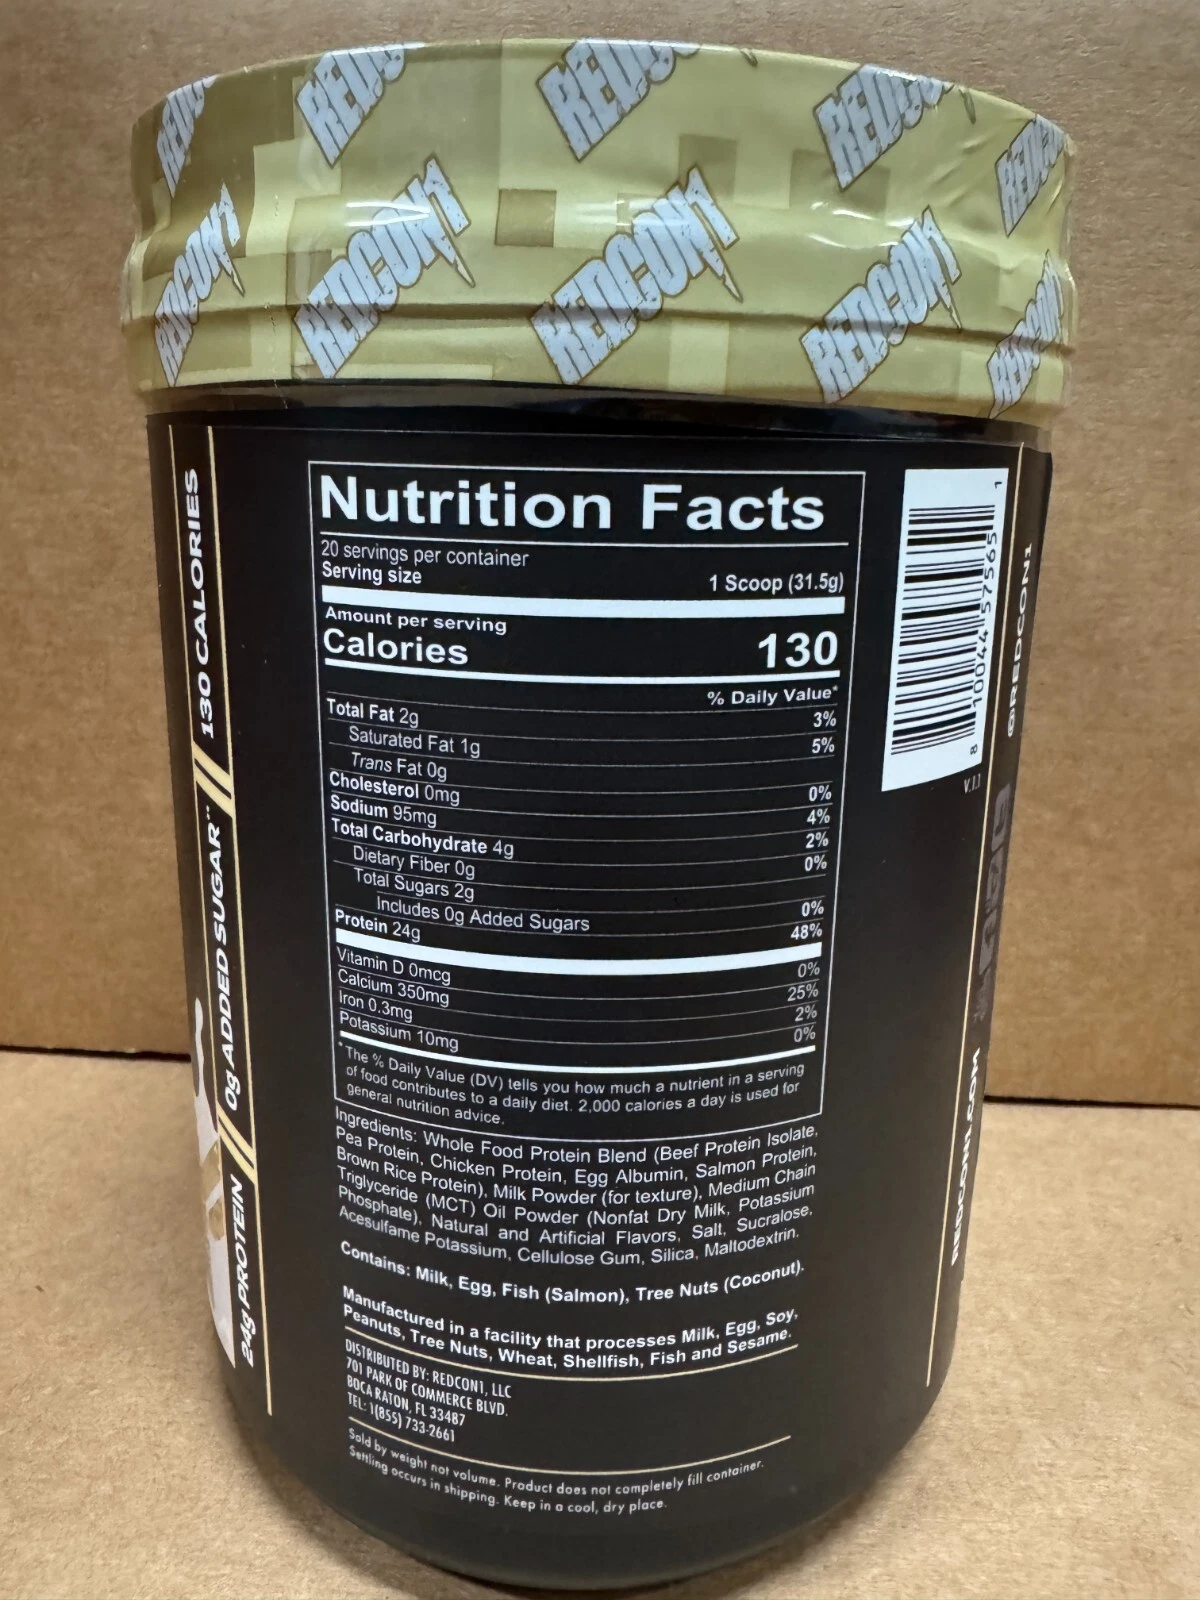 REDCON1
REDCON1
REDCON1
REDCON1
REDCON1
REDCON1
Nutrition Facts
20 servings per container
Serving size 1 Scoop (31.5g)
Amount per serving
Calories 130
% Daily Value*
Total Fat 2g 3%
Saturated Fat 1g 5%
Trans Fat 0g
Cholesterol 0mg 0%
Sodium 95mg 4%
Total Carbohydrate 4g 2%
Dietary Fiber 0g 0%
Total Sugars 2g
Includes 0g Added Sugars 0%
Protein 24g 48%
Vitamin D 0mcg 0%
Calcium 350mg 25%
Iron 0.3mg 2%
Potassium 10mg 0%
*The % Daily Value (DV) tells you how much a nutrient in a serving
of food contributes to a daily diet. 2,000 calories a day is used for
general nutrition advice.
Ingredients: Whole Food Protein Blend (Beef Protein Isolate,
Pea Protein, Chicken Protein, Egg Albumin, Salmon Protein,
Brown Rice Protein), Milk Powder (for texture), Medium Chain
Triglyceride (MCT) Oil Powder (Nonfat Dry Milk, Potassium
Phosphate), Natural and Artificial Flavors, Salt, Sucralose,
Acesulfame Potassium, Cellulose Gum, Silica, Maltodextrin.
Contains: Milk, Egg, Fish (Salmon), Tree Nuts (Coconut).
Manufactured in a facility that processes Milk, Egg, Soy,
Peanuts, Tree Nuts, Wheat, Shellfish, Fish and Sesame.
DISTRIBUTED BY: REDCON1, LLC
701 PARK OF COMMERCE BLVD.
BOCA RATON, FL 33487
TEL: 1(855) 733-2661
Sold by weight not volume. Product does not completely fill container.
Settling occurs in shipping. Keep in a cool, dry place.
24g PROTEIN 0g ADDED SUGAR** 130 CALORIES
8 10044 57565 1
V.1.1
REDCON1.COM
@REDCON1